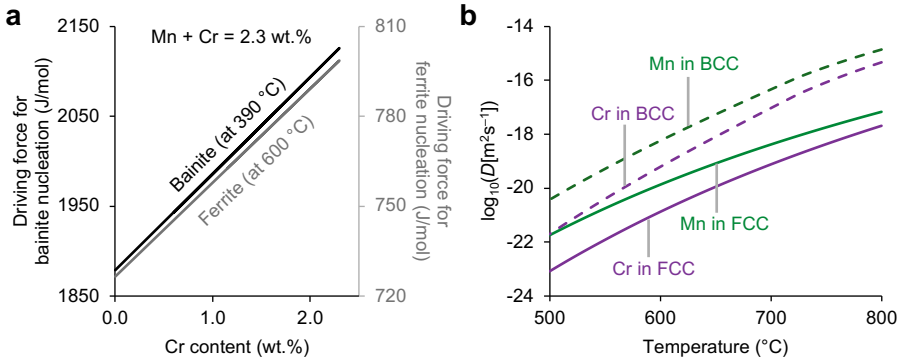 a
2150
2050
1950
1850
Driving force for
bainite nucleation (J/mol)
Mn + Cr = 2.3 wt.%
Bainite (at 390 °C)
Ferrite (at 600 °C)
810
780
750
720
Driving force for
ferrite nucleation (J/mol)
0.0 1.0 2.0
Cr content (wt.%)
b
-14
-16
-18
-20
-22
-24
log₁₀(D[m²s⁻¹])
Mn in BCC
Cr in BCC
Mn in FCC
Cr in FCC
500 600 700 800
Temperature (°C)